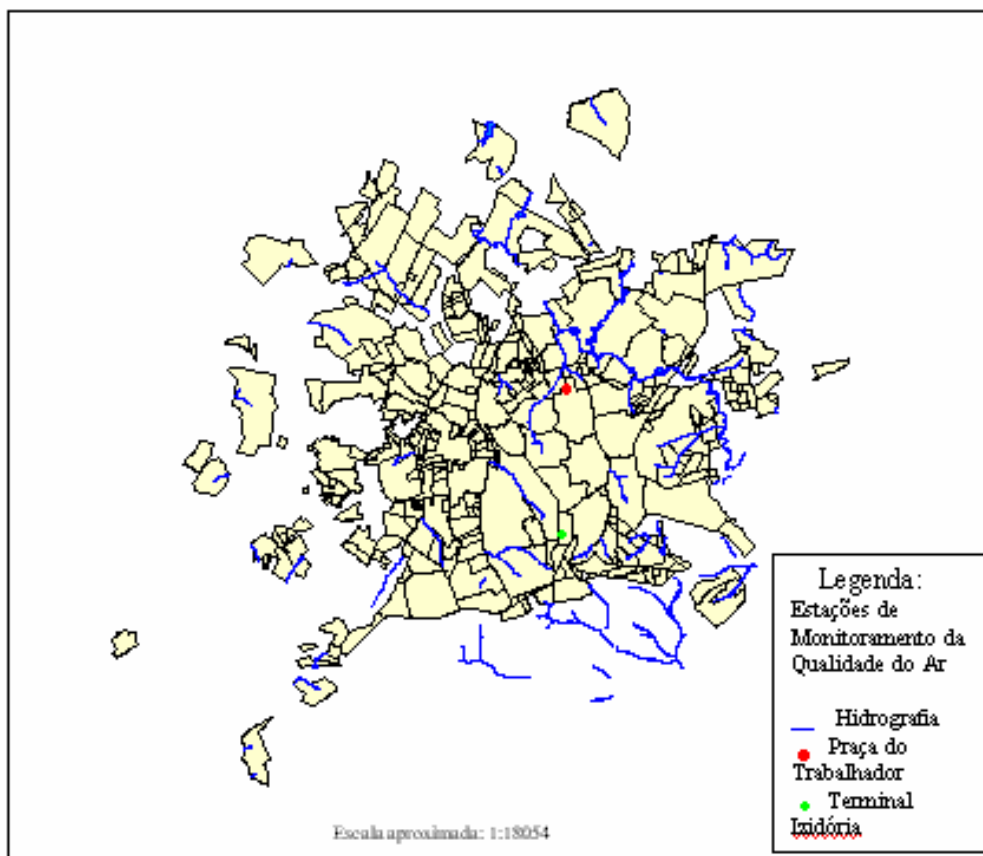 Legenda:
Estações de
Monitoramento da
Qualidade do Ar
Hidrografia
Praça do
Trabalhador
Terminal
Izidória
Escala aproximada: 1:18054